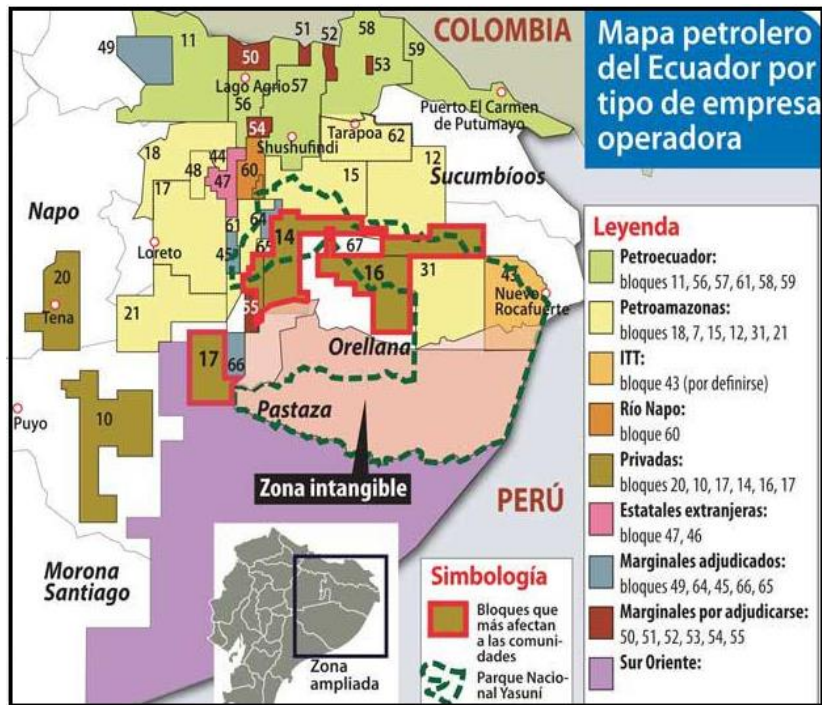 Mapa petrolero
del Ecuador por
tipo de empresa
operadora
COLOMBIA
49
11
50
51
52
58
59
53
57
56
Lago Agrio
Puerto El Carmen
de Putumayo
54
Shushufindi
Tarapoa
62
18
44
48
47
60
15
12
Sucumbíoos
17
Napo
61
64
14
67
65
Loreto
45
16
31
43
Nuevo
Rocafuerte
20
Tena
21
55
Orellana
17
66
Pastaza
Puyo
10
Zona intangible
PERÚ
Morona
Santiago
Zona
ampliada
Simbología
Bloques que
más afectan
a las comuni-
dades
Parque Nacio-
nal Yasuní
Leyenda
Petroecuador:
bloques 11, 56, 57, 61, 58, 59
Petroamazonas:
bloques 18, 7, 15, 12, 31, 21
ITT:
bloque 43 (por definirse)
Río Napo:
bloque 60
Privadas:
bloques 20, 10, 17, 14, 16, 17
Estatales extranjeras:
bloque 47, 46
Marginales adjudicados:
bloques 49, 64, 45, 66, 65
Marginales por adjudicarse:
50, 51, 52, 53, 54, 55
Sur Oriente: